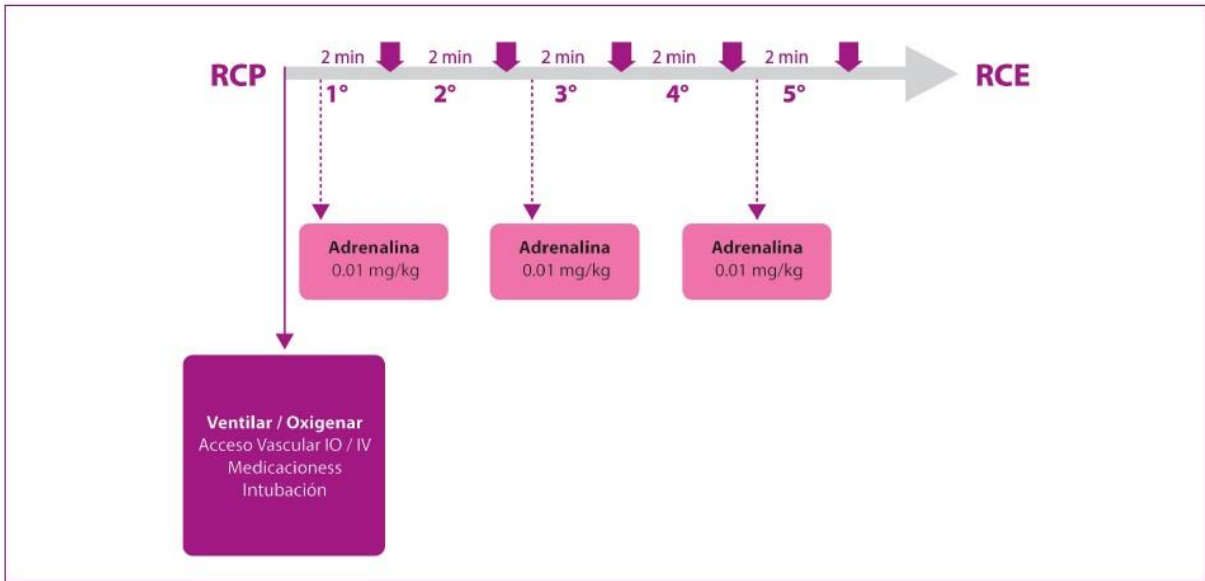 2 min 2 min 2 min 2 min 2 min
RCP RCE
1° 2° 3° 4° 5°
Adrenalina
0.01 mg/kg
Adrenalina
0.01 mg/kg
Adrenalina
0.01 mg/kg
Ventilar / Oxigenar
Acceso Vascular IO / IV
Medicacioness
Intubación